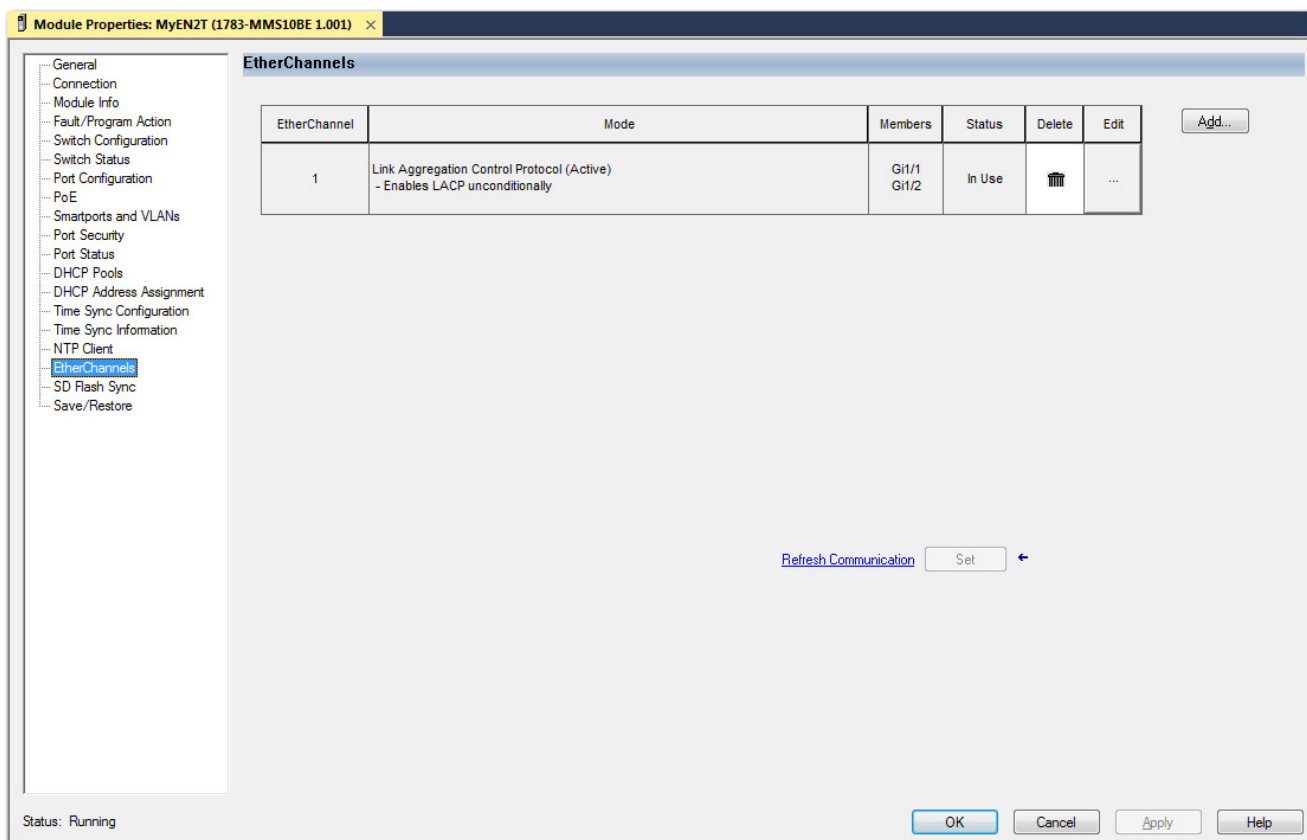 Module Properties: MyEN2T (1783-MMS10BE 1.001) ×
General
Connection
Module Info
Fault/Program Action
Switch Configuration
Switch Status
Port Configuration
PoE
Smartports and VLANs
Port Security
Port Status
DHCP Pools
DHCP Address Assignment
Time Sync Configuration
Time Sync Information
NTP Client
EtherChannels
SD Flash Sync
Save/Restore
EtherChannels
EtherChannel Mode Members Status Delete Edit
1 Link Aggregation Control Protocol (Active) Gi1/1 In Use ...
- Enables LACP unconditionally Gi1/2
Add...
Refresh Communication Set
Status: Running
OK Cancel Apply Help